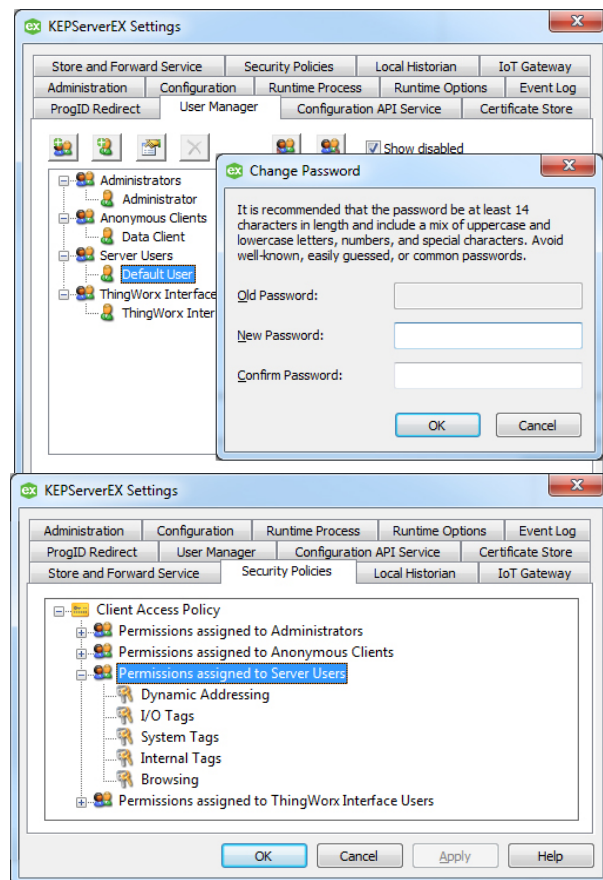 ex KEPServerEX Settings
Store and Forward Service Security Policies Local Historian IoT Gateway
Administration Configuration Runtime Process Runtime Options Event Log
ProgID Redirect User Manager Configuration API Service Certificate Store
Show disabled
Administrators
Administrator
Anonymous Clients
Data Client
Server Users
Default User
ThingWorx Interface
ThingWorx Inter
ex Change Password
It is recommended that the password be at least 14
characters in length and include a mix of uppercase and
lowercase letters, numbers, and special characters. Avoid
well-known, easily guessed, or common passwords.
Old Password:
New Password:
Confirm Password:
OK Cancel
ex KEPServerEX Settings
Administration Configuration Runtime Process Runtime Options Event Log
ProgID Redirect User Manager Configuration API Service Certificate Store
Store and Forward Service Security Policies Local Historian IoT Gateway
Client Access Policy
Permissions assigned to Administrators
Permissions assigned to Anonymous Clients
Permissions assigned to Server Users
Dynamic Addressing
I/O Tags
System Tags
Internal Tags
Browsing
Permissions assigned to ThingWorx Interface Users
OK Cancel Apply Help